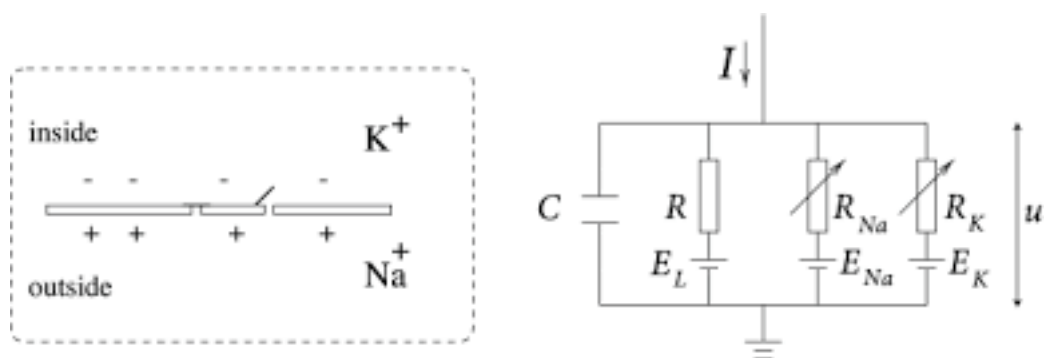 inside
K+
- - - -
+ + + +
Na+
outside
I
C
R
R_Na
R_K
u
E_L
E_Na
E_K